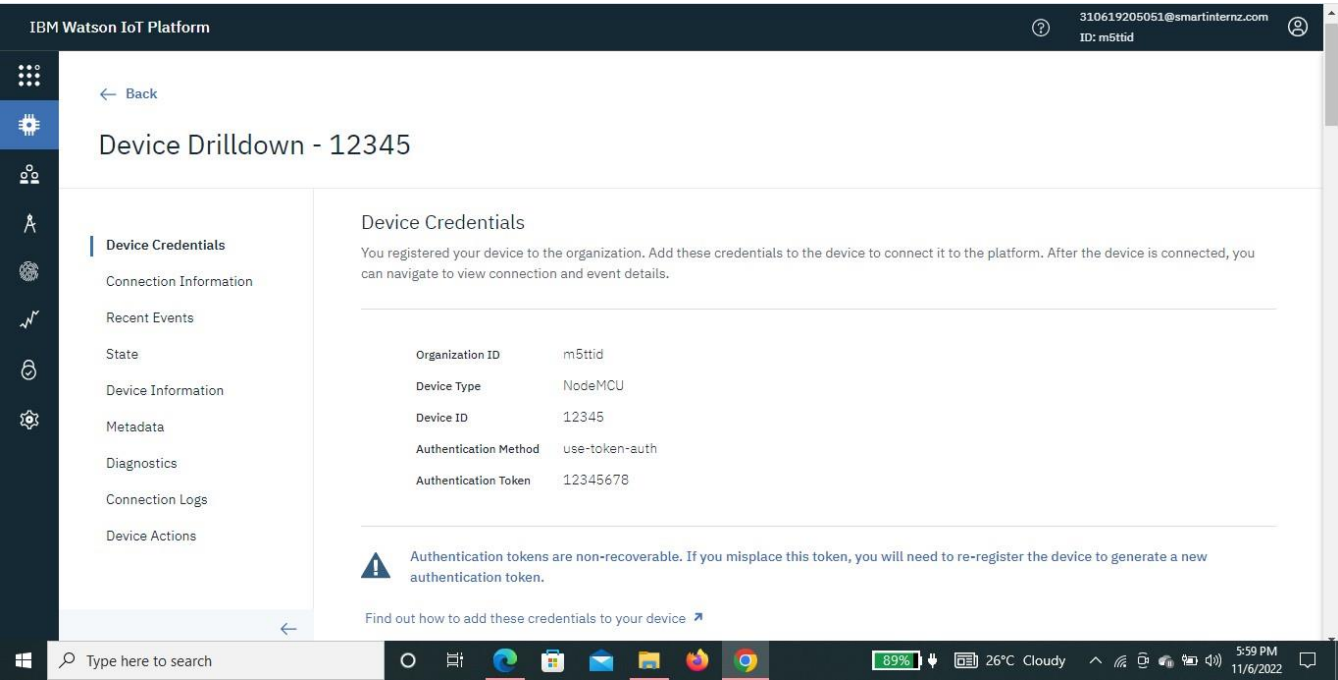 IBM Watson IoT Platform
310619205051@smartinternz.com
ID: m5ttid
Back
Device Drilldown - 12345
Device Credentials
Connection Information
Recent Events
State
Device Information
Metadata
Diagnostics
Connection Logs
Device Actions
Device Credentials
You registered your device to the organization. Add these credentials to the device to connect it to the platform. After the device is connected, you
can navigate to view connection and event details.
Organization ID m5ttid
Device Type NodeMCU
Device ID 12345
Authentication Method use-token-auth
Authentication Token 12345678
Authentication tokens are non-recoverable. If you misplace this token, you will need to re-register the device to generate a new
authentication token.
Find out how to add these credentials to your device
Type here to search
89%
26°C Cloudy
5:59 PM
11/6/2022